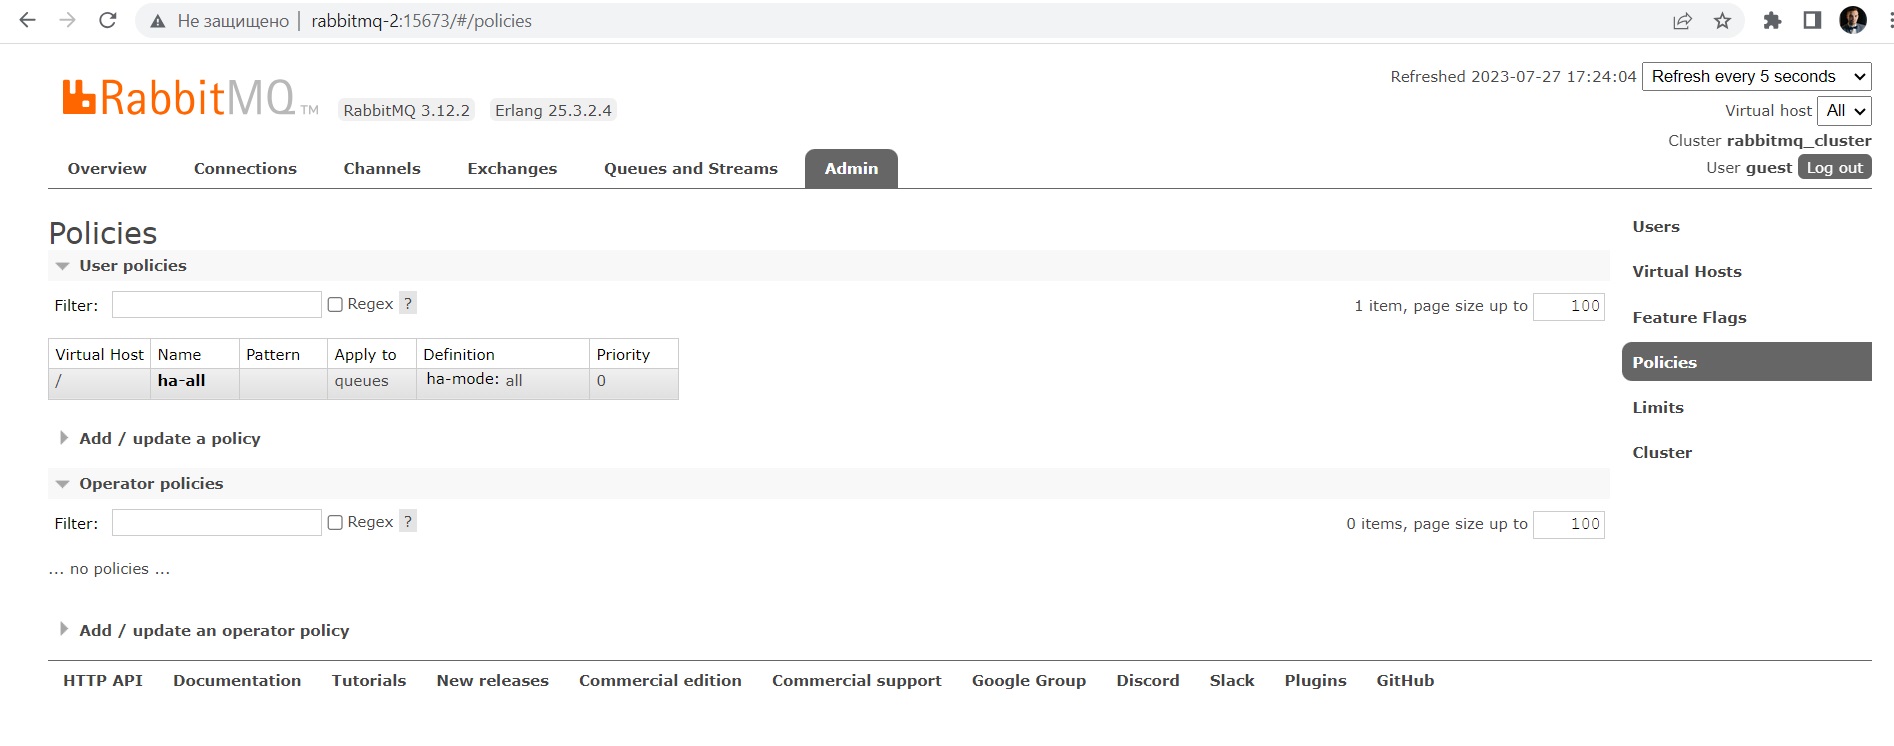 Не защищено | rabbitmq-2:15673/#/policies
RabbitMQ TM RabbitMQ 3.12.2 Erlang 25.3.2.4
Refreshed 2023-07-27 17:24:04 Refresh every 5 seconds
Virtual host All
Cluster rabbitmq_cluster
User guest Log out
Overview Connections Channels Exchanges Queues and Streams Admin
Policies
User policies
Filter: Regex ? 1 item, page size up to 100
Virtual Host Name Pattern Apply to Definition Priority
/ ha-all queues ha-mode: all 0
Add / update a policy
Operator policies
Filter: Regex ? 0 items, page size up to 100
... no policies ...
Add / update an operator policy
Users
Virtual Hosts
Feature Flags
Policies
Limits
Cluster
HTTP API Documentation Tutorials New releases Commercial edition Commercial support Google Group Discord Slack Plugins GitHub